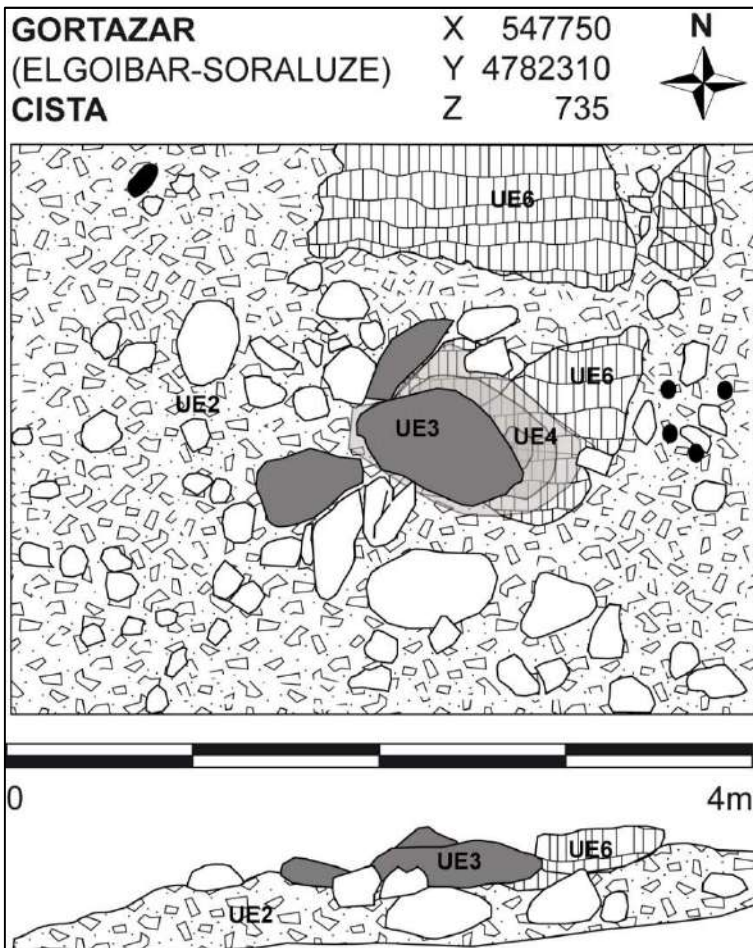 GORTAZAR X 547750 N
(ELGOIBAR-SORALUZE) Y 4782310
CISTA Z 735
UE6
UE6
UE2
UE3
UE4
0 4m
UE3
UE6
UE2